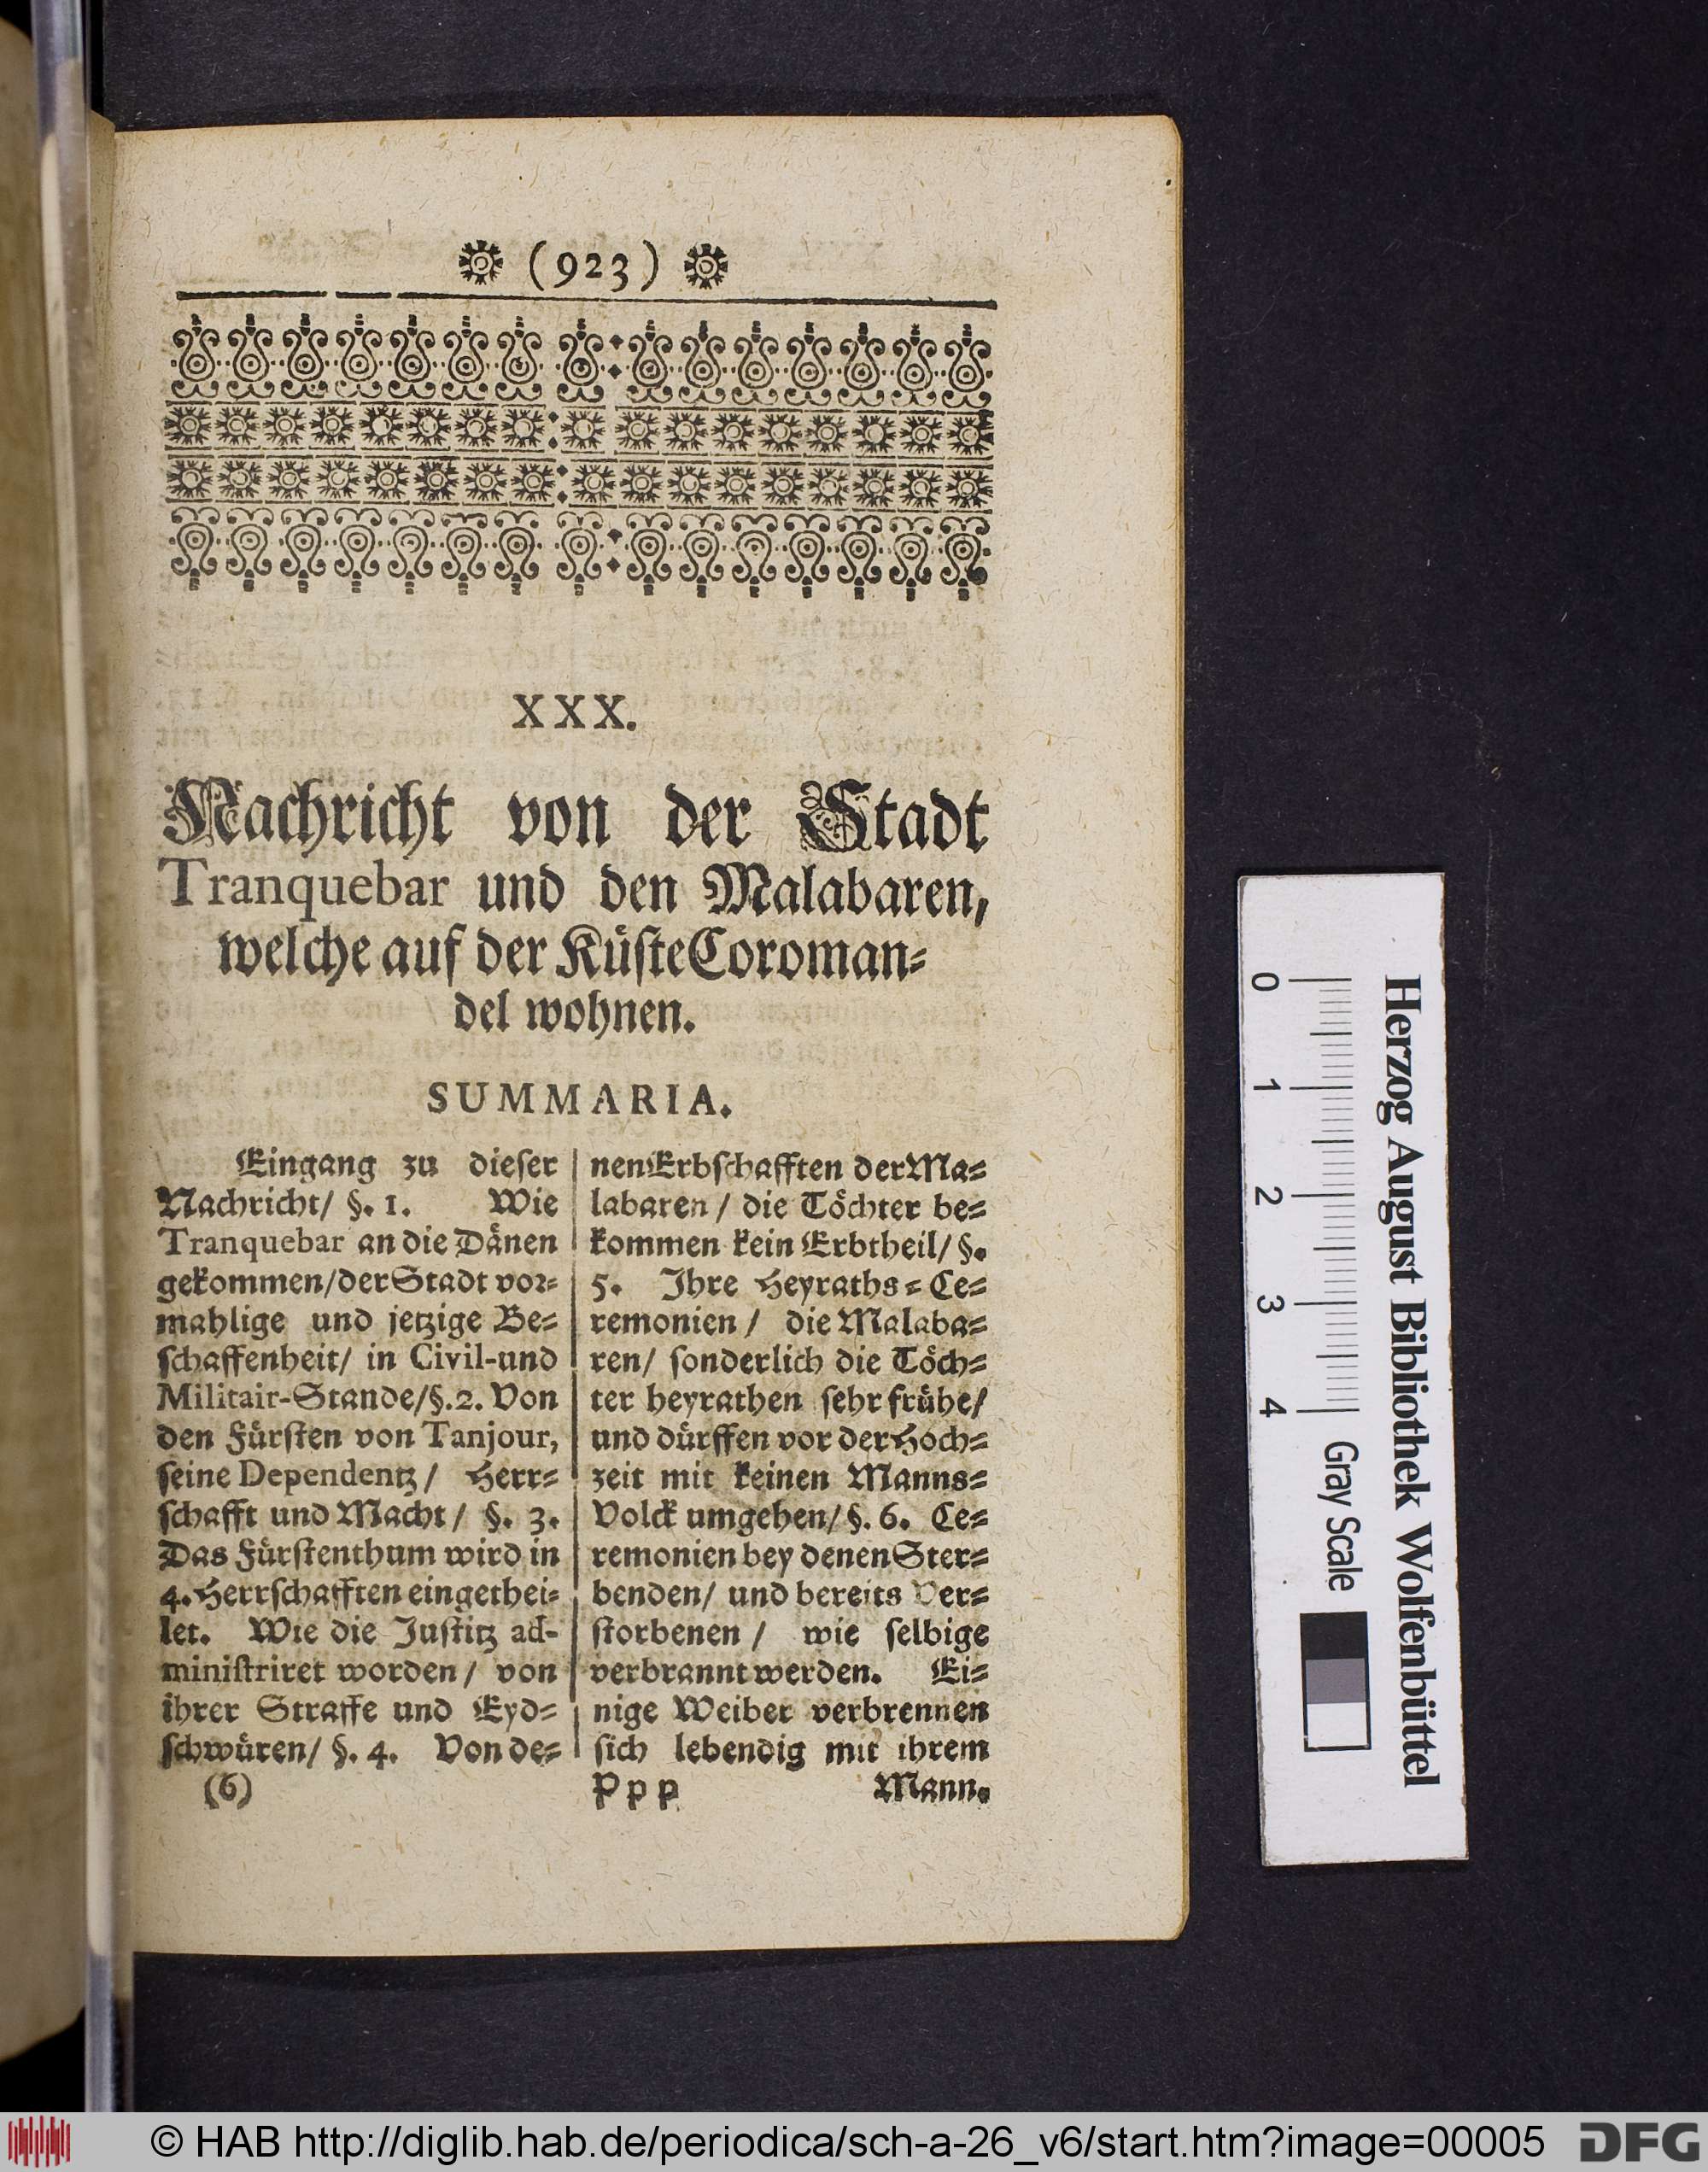 (923)
XXX.
Nachricht von der Stadt
Tranquebar und den Malabaren,
welche auf der KüsteCoroman-
del wohnen.
SUMMARIA.
Eingang zu dieser
Nachricht/ §. 1. Wie
Tranquebar an die Dänen
gekommen/der Stadt vor-
mahlige und jetzige Be-
schaffenheit/ in Civil-und
Militair-Stande/§.2. Von
den Fürsten von Tanjour,
seine Dependentz/ Herr-
schafft und Macht/ §. 3.
Das Fürstenthum wird in
4. Herrschafften eingethei-
let. Wie die Justitz ad-
ministriret worden/ von
ihrer Straffe und Eyd-
schwüren/ §. 4. Von de-
(6)
nenErbschafften derMa-
labaren/ die Töchter be-
kommen kein Erbtheil/ §.
5. Ihre Heyraths-Ce-
remonien/ die Malaba-
ren/ sonderlich die Töch-
ter heyrathen sehr frühe/
und dürffen vor der Hoch-
zeit mit keinen Manns-
Volck umgehen/ §. 6. Ce-
remonien bey denen Ster-
benden/ und bereits Ver-
storbenen/ wie selbige
verbrannt werden. Ei-
nige Weiber verbrennen
sich lebendig mit ihrem
Ppp Mann.
Herzog August Bibliothek Wolfenbüttel
0 1 2 3 4 Gray Scale
© HAB http://diglib.hab.de/periodica/sch-a-26_v6/start.htm?image=00005 DFG